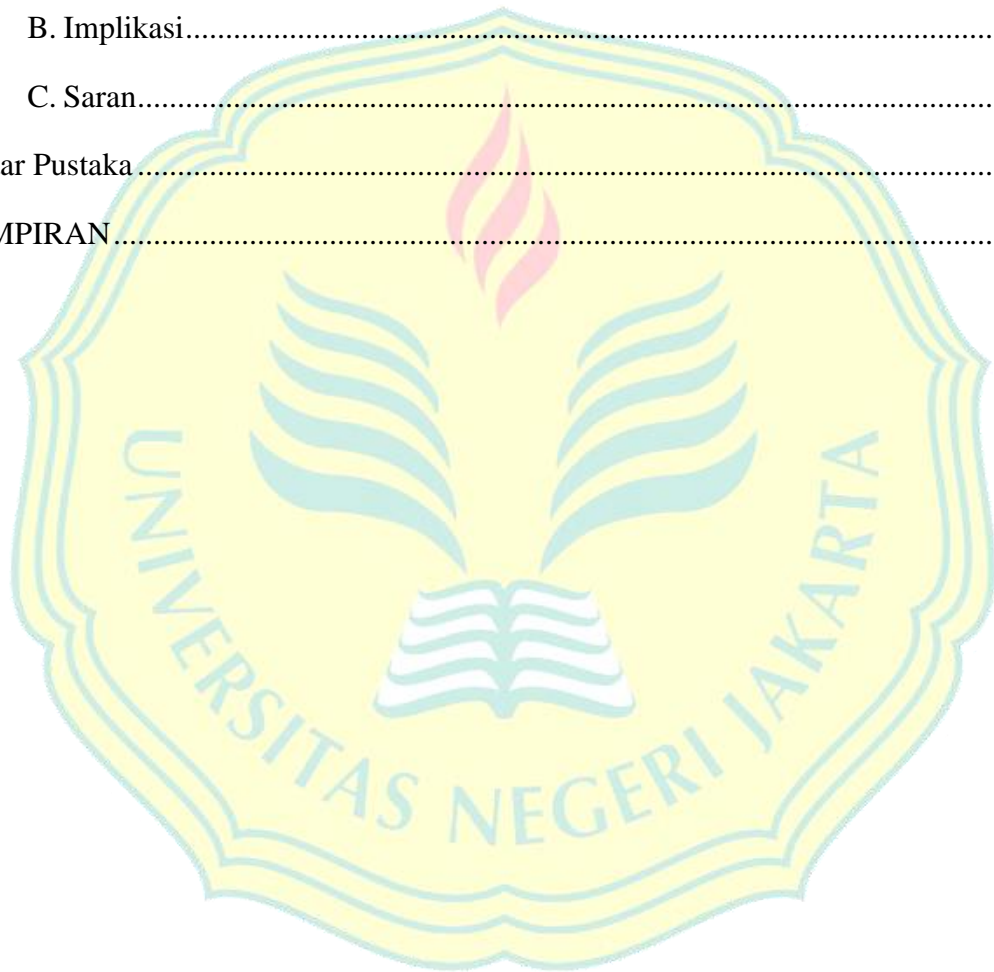 B. Implikasi........................................................................................................
C. Saran..............................................................................................................
ar Pustaka..............................................................................................................
MPIRAN.................................................................................................................
UNIVERSITAS NEGERI JAKARTA